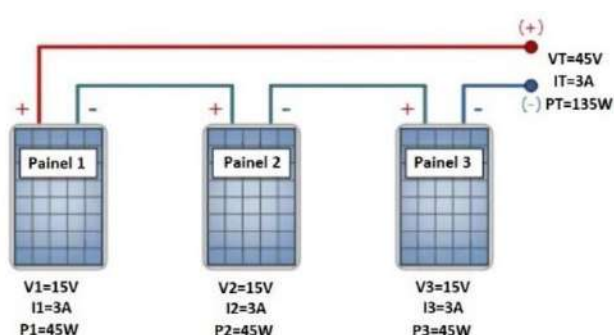 (+)
VT=45V
IT=3A
(-) PT=135W
+ - + - + -
Painel 1 Painel 2 Painel 3
V1=15V V2=15V V3=15V
I1=3A I2=3A I3=3A
P1=45W P2=45W P3=45W